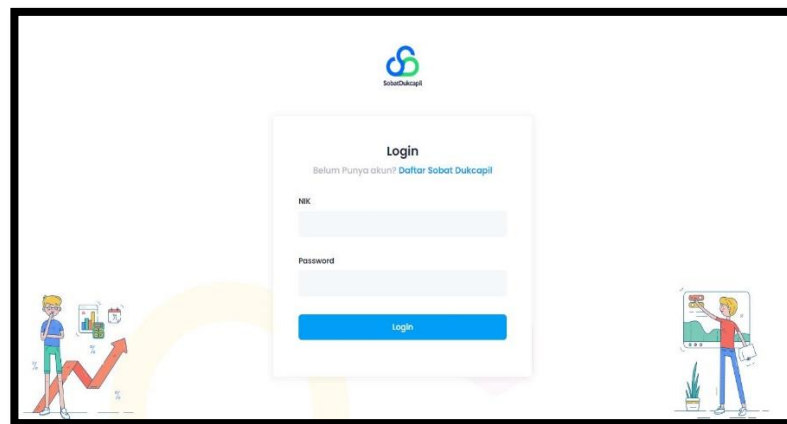 SobatDukcapil
Login
Belum Punya akun? Daftar Sobat Dukcapil
NIK
Password
Login